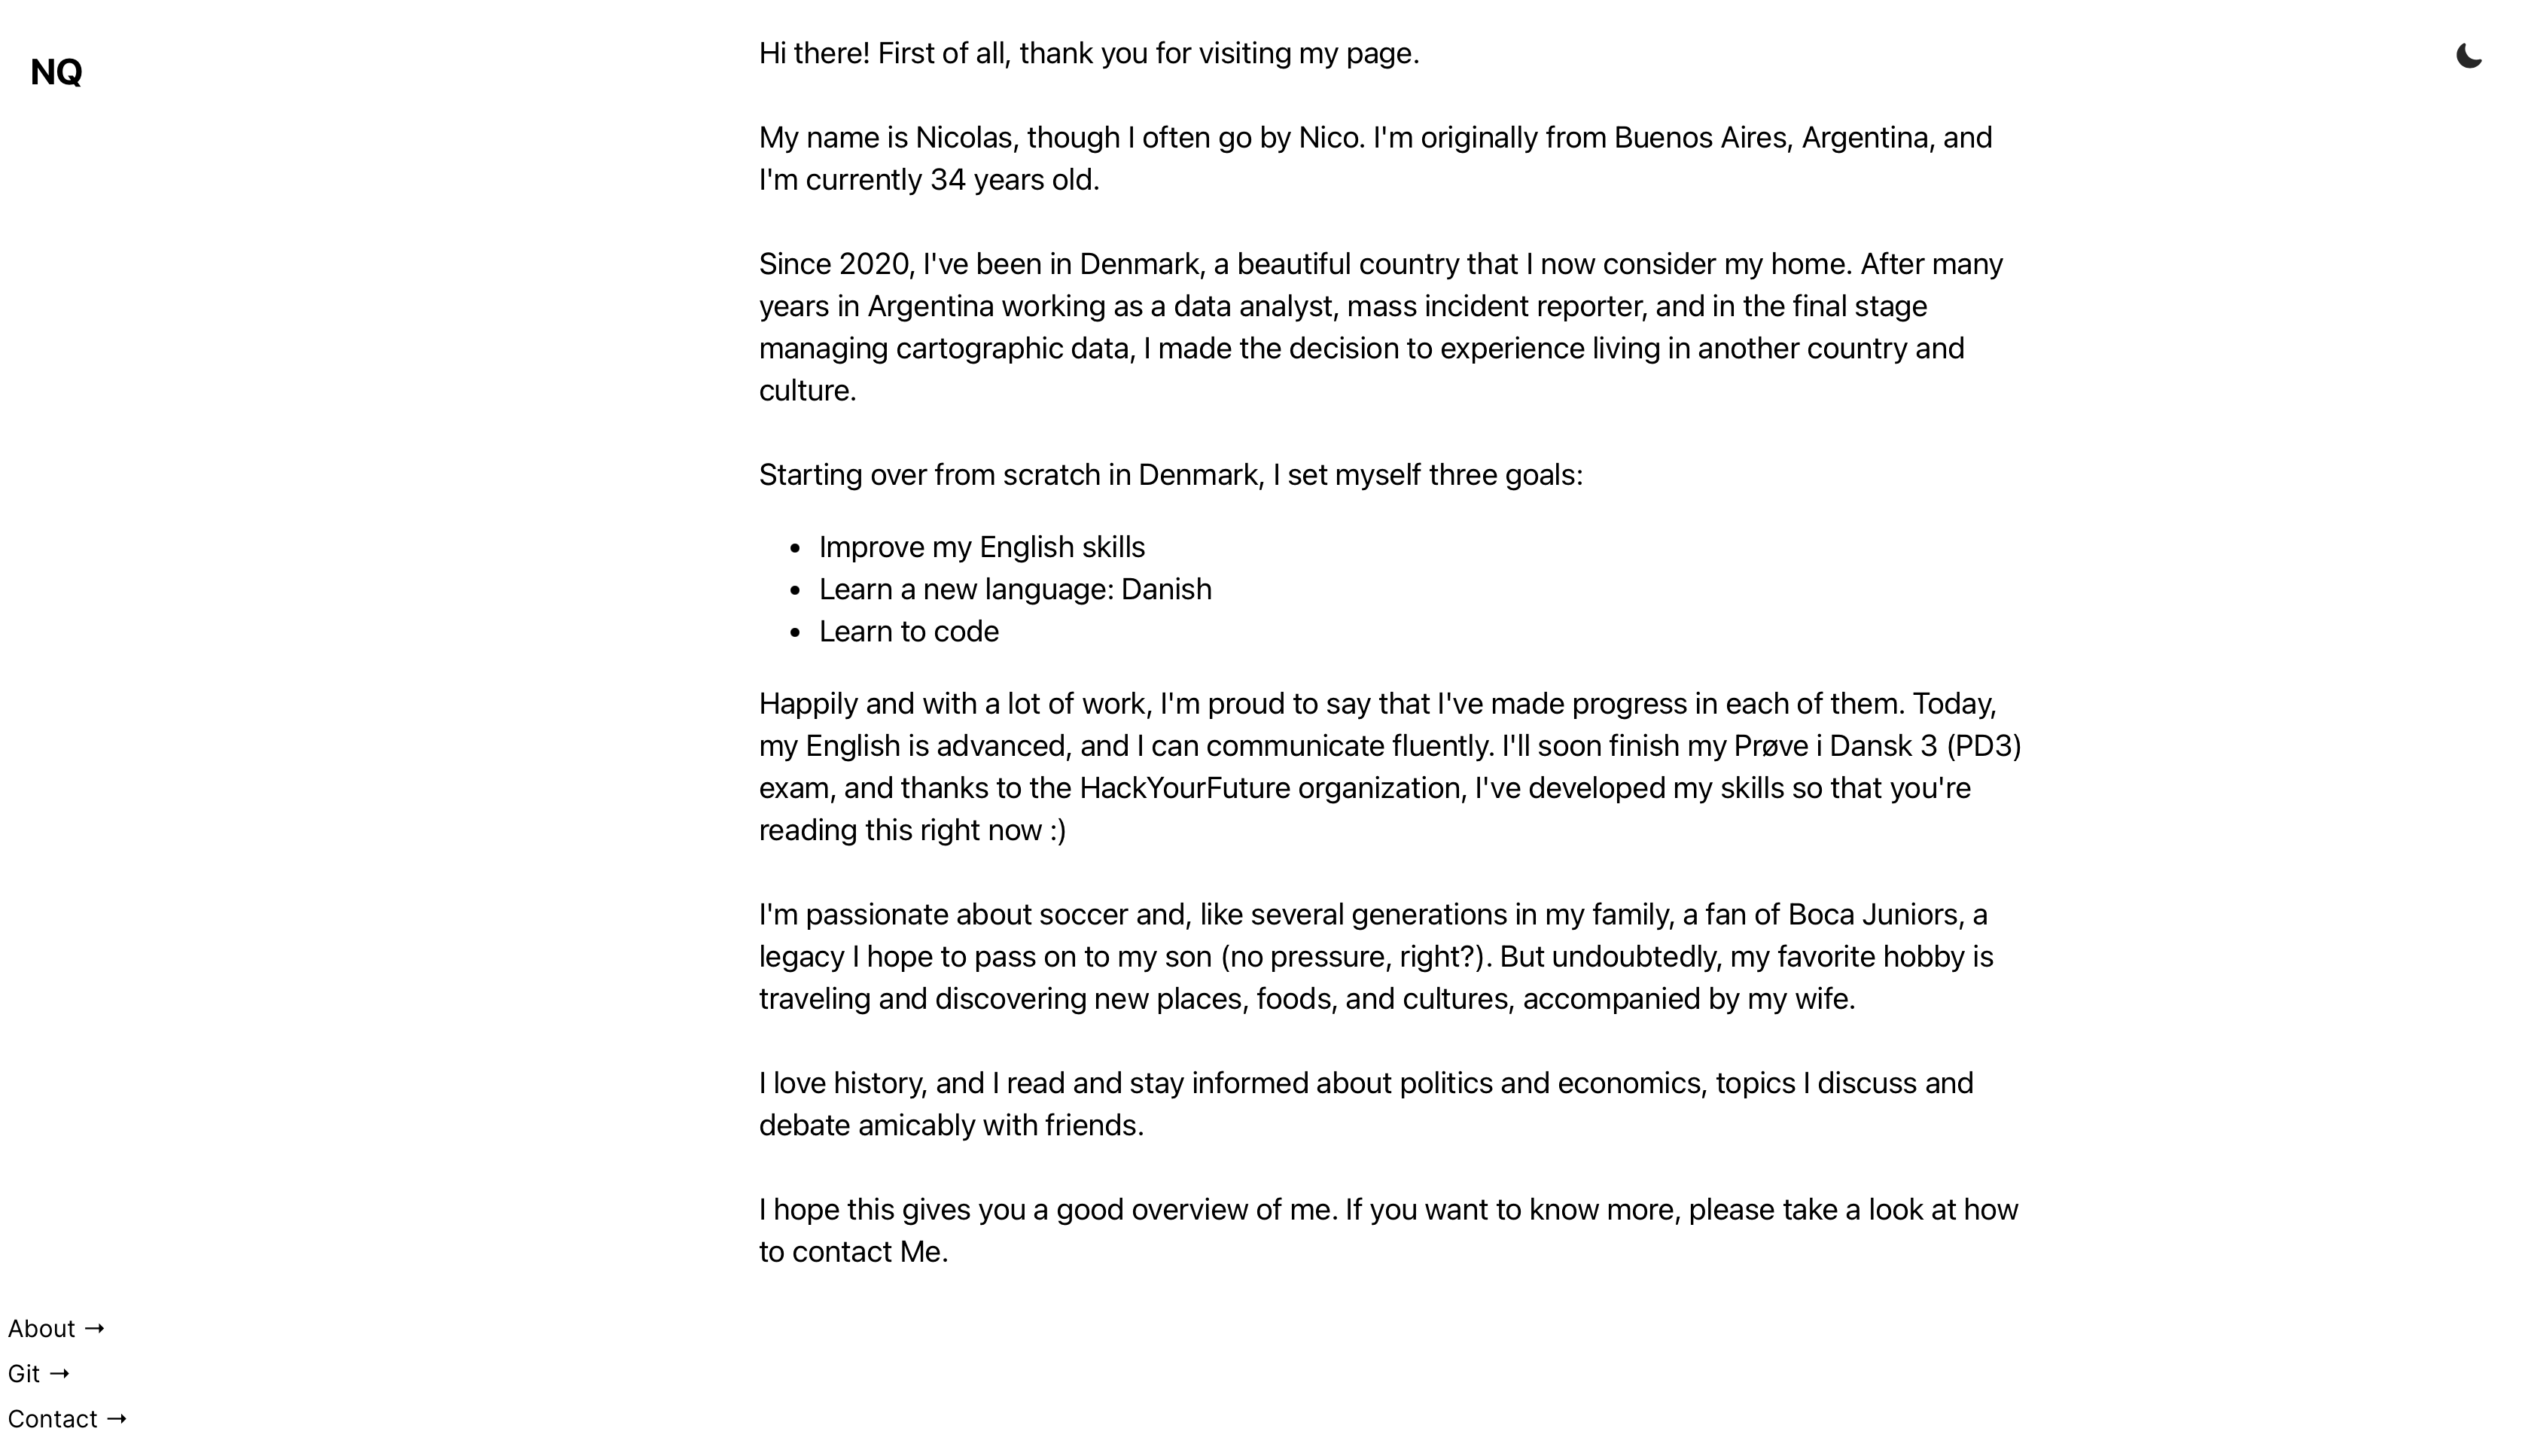 NQ
Hi there! First of all, thank you for visiting my page.
My name is Nicolas, though I often go by Nico. I'm originally from Buenos Aires, Argentina, and
I'm currently 34 years old.
Since 2020, I've been in Denmark, a beautiful country that I now consider my home. After many
years in Argentina working as a data analyst, mass incident reporter, and in the final stage
managing cartographic data, I made the decision to experience living in another country and
culture.
Starting over from scratch in Denmark, I set myself three goals:
• Improve my English skills
• Learn a new language: Danish
• Learn to code
Happily and with a lot of work, I'm proud to say that I've made progress in each of them. Today,
my English is advanced, and I can communicate fluently. I'll soon finish my Prøve i Dansk 3 (PD3)
exam, and thanks to the HackYourFuture organization, I've developed my skills so that you're
reading this right now :)
I'm passionate about soccer and, like several generations in my family, a fan of Boca Juniors, a
legacy I hope to pass on to my son (no pressure, right?). But undoubtedly, my favorite hobby is
traveling and discovering new places, foods, and cultures, accompanied by my wife.
I love history, and I read and stay informed about politics and economics, topics I discuss and
debate amicably with friends.
I hope this gives you a good overview of me. If you want to know more, please take a look at how
to contact Me.
About →
Git →
Contact →